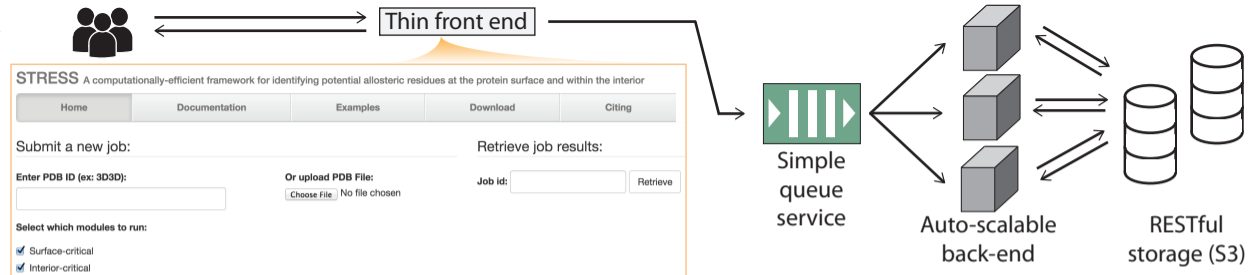 Thin front end
STRESS A computationally-efficient framework for identifying potential allosteric residues at the protein surface and within the interior
Home Documentation Examples Download Citing
Submit a new job:
Retrieve job results:
Enter PDB ID (ex: 3D3D):
Or upload PDB File:
Choose File No file chosen
Job id:
Retrieve
Select which modules to run:
Surface-critical
Interior-critical
Simple
queue
service
Auto-scalable
back-end
RESTful
storage (S3)